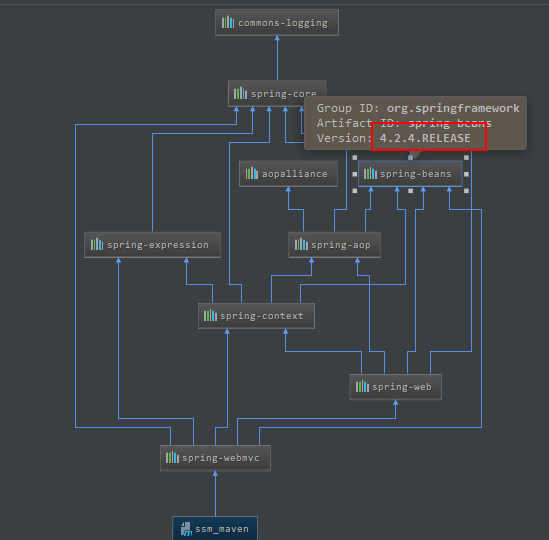 commons-logging
spring-core
Group ID: org.springframework
Artifact ID: spring-beans
Version: 4.2.4.RELEASE
aopalliance
spring-beans
spring-expression
spring-aop
spring-context
spring-web
spring-webmvc
ssm_maven